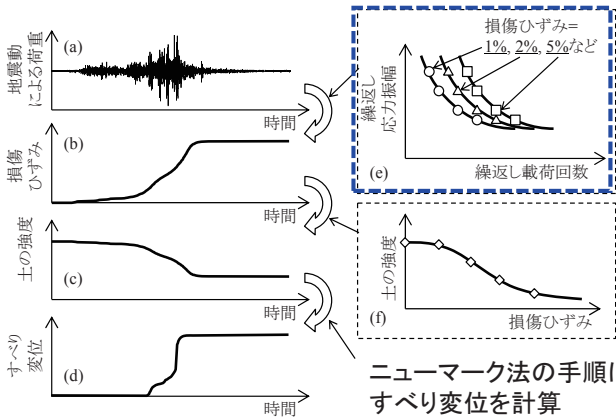 (a)
地震動
による荷重
時間
(b)
損傷
ひずみ
時間
(c)
土の強度
時間
(d)
すべり
変位
時間
損傷ひずみ=
1%, 2%, 5%など
繰返し
応力振幅
(e)
繰返し載荷回数
土の強度
(f)
損傷ひずみ
ニューマーク法の手順に
すべり変位を計算